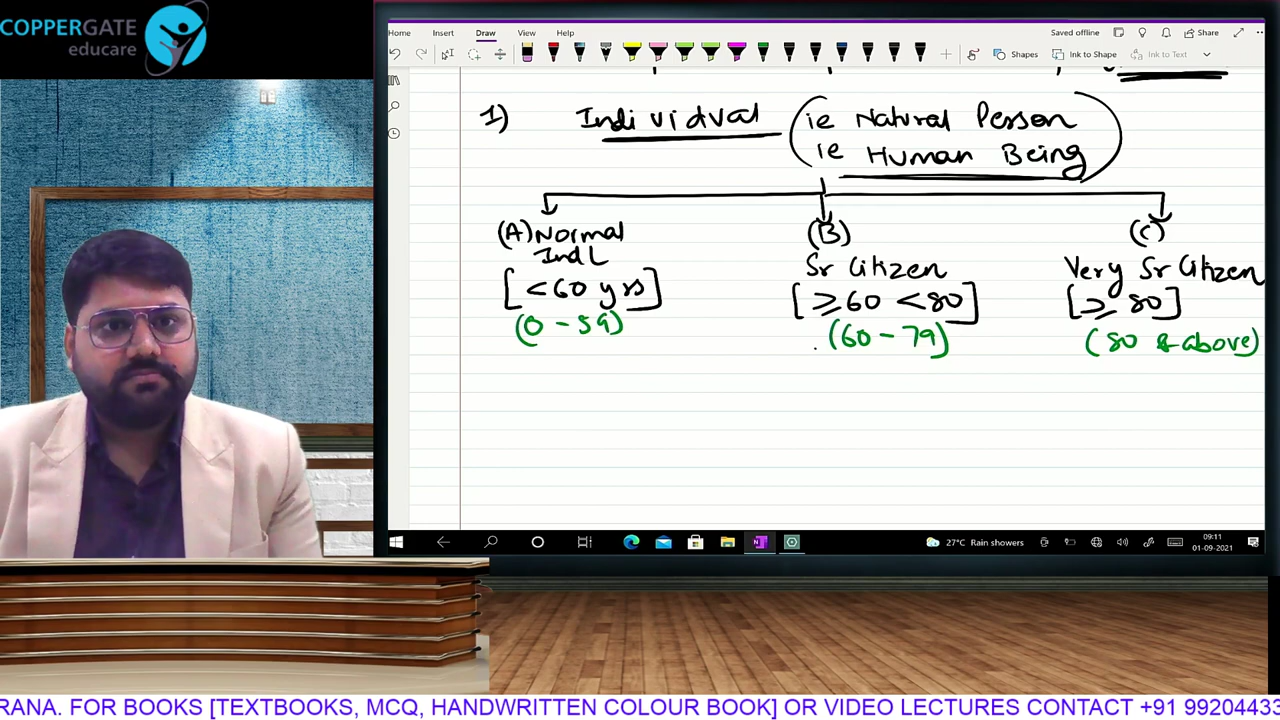 COPPERGATE
educare
Home Insert Draw View Help
Saved offline
Share
Shapes
Ink to Shape
Ink to Text
1) Individual (ie Natural Person
ie Human Being)
(A) Normal
Indl
[<60 yrs]
(0 - 59)
(B)
Sr Citizen
[≥60 <80]
(60 - 79)
(C)
Very Sr Citizen
[≥ 80]
(80 & above)
27°C Rain showers
09:11
01-09-2021
RANA. FOR BOOKS [TEXTBOOKS, MCQ, HANDWRITTEN COLOUR BOOK] OR VIDEO LECTURES CONTACT +91 99204433